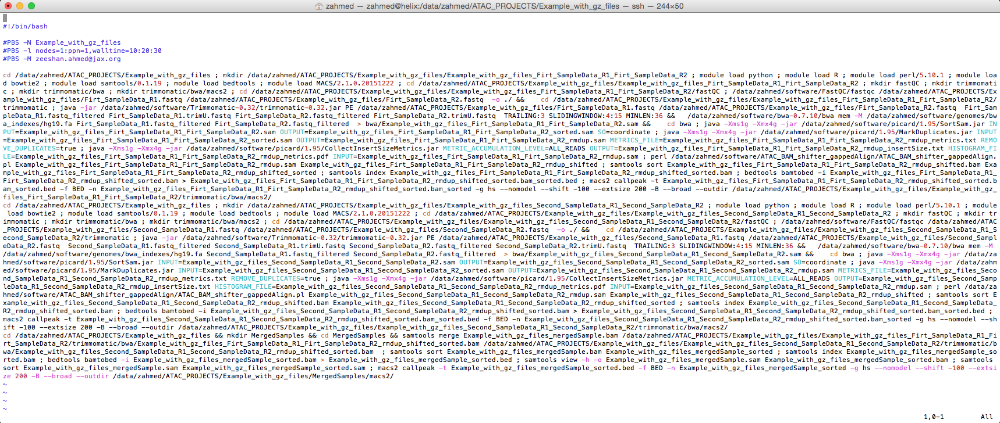 zahmed — zahmed@helix:/data/zahmed/ATAC_PROJECTS/Example_with_gz_files — ssh — 244×50
#!/bin/bash
#PBS -N Example_with_gz_files
#PBS -l nodes=1:ppn=1,walltime=10:20:30
#PBS -M zeeshan.ahmed@jax.org
cd /data/zahmed/ATAC_PROJECTS/Example_with_gz_files ; mkdir /data/zahmed/ATAC_PROJECTS/Example_with_gz_files/Example_with_gz_files_Firt_SampleData_R1_Firt_SampleData_R2 ; module load python ; module load R ; module load perl/5.10.1 ; module loa
d bowtie2 ; module load samtools/0.1.19 ; module load bedtools ; module load MACS/2.1.0.20151222 ; cd /data/zahmed/ATAC_PROJECTS/Example_with_gz_files/Example_with_gz_files_Firt_SampleData_R1_Firt_SampleData_R2 ; mkdir fastQC ; mkdir trimmomati
c ; mkdir trimmomatic/bwa ; mkdir trimmomatic/bwa/macs2 ; cd /data/zahmed/ATAC_PROJECTS/Example_with_gz_files/Example_with_gz_files_Firt_SampleData_R1_Firt_SampleData_R2/fastQC ; /data/zahmed/software/FastQC/fastqc /data/zahmed/ATAC_PROJECTS/Ex
ample_with_gz_files/Firt_SampleData_R1.fastq /data/zahmed/ATAC_PROJECTS/Example_with_gz_files/Firt_SampleData_R2.fastq  -o ./ &&    cd /data/zahmed/ATAC_PROJECTS/Example_with_gz_files/Example_with_gz_files_Firt_SampleData_R1_Firt_SampleData_R2/
trimmomatic ; java -jar /data/zahmed/software/Trimmomatic-0.32/trimmomatic-0.32.jar PE /data/zahmed/ATAC_PROJECTS/Example_with_gz_files/Firt_SampleData_R1.fastq /data/zahmed/ATAC_PROJECTS/Example_with_gz_files/Firt_SampleData_R2.fastq  Firt_Sam
pleData_R1.fastq_filtered Firt_SampleData_R1.trimU.fastq Firt_SampleData_R2.fastq_filtered Firt_SampleData_R2.trimU.fastq  TRAILING:3 SLIDINGWINDOW:4:15 MINLEN:36 &&   /data/zahmed/software/bwa-0.7.10/bwa mem -M /data/zahmed/software/genomes/bw
a_indexes/hg19.fa Firt_SampleData_R1.fastq_filtered Firt_SampleData_R2.fastq_filtered  > bwa/Example_with_gz_files_Firt_SampleData_R1_Firt_SampleData_R2.sam &&    cd bwa ; java -Xms1g -Xmx4g -jar /data/zahmed/software/picard/1.95/SortSam.jar IN
PUT=Example_with_gz_files_Firt_SampleData_R1_Firt_SampleData_R2.sam OUTPUT=Example_with_gz_files_Firt_SampleData_R1_Firt_SampleData_R2_sorted.sam SO=coordinate ; java -Xms1g -Xmx4g -jar /data/zahmed/software/picard/1.95/MarkDuplicates.jar INPUT
=Example_with_gz_files_Firt_SampleData_R1_Firt_SampleData_R2_sorted.sam OUTPUT=Example_with_gz_files_Firt_SampleData_R1_Firt_SampleData_R2_rmdup.sam METRICS_FILE=Example_with_gz_files_Firt_SampleData_R1_Firt_SampleData_R2_rmdup_metrics.txt REMO
VE_DUPLICATES=true ; java -Xms1g -Xmx4g -jar /data/zahmed/software/picard/1.95/CollectInsertSizeMetrics.jar METRIC_ACCUMULATION_LEVEL=ALL_READS OUTPUT=Example_with_gz_files_Firt_SampleData_R1_Firt_SampleData_R2_rmdup_insertSize.txt HISTOGRAM_FI
LE=Example_with_gz_files_Firt_SampleData_R1_Firt_SampleData_R2_rmdup_metrics.pdf INPUT=Example_with_gz_files_Firt_SampleData_R1_Firt_SampleData_R2_rmdup.sam ; perl /data/zahmed/software/ATAC_BAM_shifter_gappedAlign/ATAC_BAM_shifter_gappedAlign.
pl Example_with_gz_files_Firt_SampleData_R1_Firt_SampleData_R2_rmdup.sam Example_with_gz_files_Firt_SampleData_R1_Firt_SampleData_R2_rmdup_shifted ; samtools sort Example_with_gz_files_Firt_SampleData_R1_Firt_SampleData_R2_rmdup_shifted.bam Exa
mple_with_gz_files_Firt_SampleData_R1_Firt_SampleData_R2_rmdup_shifted_sorted ; samtools index Example_with_gz_files_Firt_SampleData_R1_Firt_SampleData_R2_rmdup_shifted_sorted.bam ; bedtools bamtobed -i Example_with_gz_files_Firt_SampleData_R1_
Firt_SampleData_R2_rmdup_shifted_sorted.bam > Example_with_gz_files_Firt_SampleData_R1_Firt_SampleData_R2_rmdup_shifted_sorted.bam_sorted.bed ; macs2 callpeak -t Example_with_gz_files_Firt_SampleData_R1_Firt_SampleData_R2_rmdup_shifted_sorted.b
am_sorted.bed -f BED -n Example_with_gz_files_Firt_SampleData_R1_Firt_SampleData_R2_rmdup_shifted_sorted.bam_sorted -g hs --nomodel --shift -100 --extsize 200 -B --broad --outdir /data/zahmed/ATAC_PROJECTS/Example_with_gz_files/Example_with_gz_
files_Firt_SampleData_R1_Firt_SampleData_R2/trimmomatic/bwa/macs2/
cd /data/zahmed/ATAC_PROJECTS/Example_with_gz_files ; mkdir /data/zahmed/ATAC_PROJECTS/Example_with_gz_files/Example_with_gz_files_Second_SampleData_R1_Second_SampleData_R2 ; module load python ; module load R ; module load perl/5.10.1 ; module
 load bowtie2 ; module load samtools/0.1.19 ; module load bedtools ; module load MACS/2.1.0.20151222 ; cd /data/zahmed/ATAC_PROJECTS/Example_with_gz_files/Example_with_gz_files_Second_SampleData_R1_Second_SampleData_R2 ; mkdir fastQC ; mkdir tr
immomatic ; mkdir trimmomatic/bwa ; mkdir trimmomatic/bwa/macs2 ; cd /data/zahmed/ATAC_PROJECTS/Example_with_gz_files/Example_with_gz_files_Second_SampleData_R1_Second_SampleData_R2/fastQC ; /data/zahmed/software/FastQC/fastqc /data/zahmed/ATAC
_PROJECTS/Example_with_gz_files/Second_SampleData_R1.fastq /data/zahmed/ATAC_PROJECTS/Example_with_gz_files/Second_SampleData_R2.fastq  -o ./ &&    cd /data/zahmed/ATAC_PROJECTS/Example_with_gz_files/Example_with_gz_files_Second_SampleData_R1_S
econd_SampleData_R2/trimmomatic ; java -jar /data/zahmed/software/Trimmomatic-0.32/trimmomatic-0.32.jar PE /data/zahmed/ATAC_PROJECTS/Example_with_gz_files/Second_SampleData_R1.fastq /data/zahmed/ATAC_PROJECTS/Example_with_gz_files/Second_Sampl
eData_R2.fastq  Second_SampleData_R1.fastq_filtered Second_SampleData_R1.trimU.fastq Second_SampleData_R2.fastq_filtered Second_SampleData_R2.trimU.fastq  TRAILING:3 SLIDINGWINDOW:4:15 MINLEN:36 &&   /data/zahmed/software/bwa-0.7.10/bwa mem -M
/data/zahmed/software/genomes/bwa_indexes/hg19.fa Second_SampleData_R1.fastq_filtered Second_SampleData_R2.fastq_filtered  > bwa/Example_with_gz_files_Second_SampleData_R1_Second_SampleData_R2.sam &&    cd bwa ; java -Xms1g -Xmx4g -jar /data/za
hmed/software/picard/1.95/SortSam.jar INPUT=Example_with_gz_files_Second_SampleData_R1_Second_SampleData_R2.sam OUTPUT=Example_with_gz_files_Second_SampleData_R1_Second_SampleData_R2_sorted.sam SO=coordinate ; java -Xms1g -Xmx4g -jar /data/zahm
ed/software/picard/1.95/MarkDuplicates.jar INPUT=Example_with_gz_files_Second_SampleData_R1_Second_SampleData_R2_sorted.sam OUTPUT=Example_with_gz_files_Second_SampleData_R1_Second_SampleData_R2_rmdup.sam METRICS_FILE=Example_with_gz_files_Seco
nd_SampleData_R1_Second_SampleData_R2_rmdup_metrics.txt REMOVE_DUPLICATES=true ; java -Xms1g -Xmx4g -jar /data/zahmed/software/picard/1.95/CollectInsertSizeMetrics.jar METRIC_ACCUMULATION_LEVEL=ALL_READS OUTPUT=Example_with_gz_files_Second_Samp
leData_R1_Second_SampleData_R2_rmdup_insertSize.txt HISTOGRAM_FILE=Example_with_gz_files_Second_SampleData_R1_Second_SampleData_R2_rmdup_metrics.pdf INPUT=Example_with_gz_files_Second_SampleData_R1_Second_SampleData_R2_rmdup.sam ; perl /data/za
hmed/software/ATAC_BAM_shifter_gappedAlign/ATAC_BAM_shifter_gappedAlign.pl Example_with_gz_files_Second_SampleData_R1_Second_SampleData_R2_rmdup.sam Example_with_gz_files_Second_SampleData_R1_Second_SampleData_R2_rmdup_shifted ; samtools sort E
xample_with_gz_files_Second_SampleData_R1_Second_SampleData_R2_rmdup_shifted.bam Example_with_gz_files_Second_SampleData_R1_Second_SampleData_R2_rmdup_shifted_sorted ; samtools index Example_with_gz_files_Second_SampleData_R1_Second_SampleData_
R2_rmdup_shifted_sorted.bam ; bedtools bamtobed -i Example_with_gz_files_Second_SampleData_R1_Second_SampleData_R2_rmdup_shifted_sorted.bam > Example_with_gz_files_Second_SampleData_R1_Second_SampleData_R2_rmdup_shifted_sorted.bam_sorted.bed ;
macs2 callpeak -t Example_with_gz_files_Second_SampleData_R1_Second_SampleData_R2_rmdup_shifted_sorted.bam_sorted.bed -f BED -n Example_with_gz_files_Second_SampleData_R1_Second_SampleData_R2_rmdup_shifted_sorted.bam_sorted -g hs --nomodel --sh
ift -100 --extsize 200 -B --broad --outdir /data/zahmed/ATAC_PROJECTS/Example_with_gz_files/Example_with_gz_files_Second_SampleData_R1_Second_SampleData_R2/trimmomatic/bwa/macs2/
cd /data/zahmed/ATAC_PROJECTS/Example_with_gz_files && mkdir MergedSamples && cd MergedSamples && samtools merge Example_with_gz_files_mergedSample.bam /data/zahmed/ATAC_PROJECTS/Example_with_gz_files/Example_with_gz_files_Firt_SampleData_R1_Fi
rt_SampleData_R2/trimmomatic/bwa/Example_with_gz_files_Firt_SampleData_R1_Firt_SampleData_R2_rmdup_shifted_sorted.bam /data/zahmed/ATAC_PROJECTS/Example_with_gz_files/Example_with_gz_files_Second_SampleData_R1_Second_SampleData_R2/trimmomatic/b
wa/Example_with_gz_files_Second_SampleData_R1_Second_SampleData_R2_rmdup_shifted_sorted.bam  ; samtools sort Example_with_gz_files_mergedSample.bam Example_with_gz_files_mergedSample_sorted ; samtools index Example_with_gz_files_mergedSample_so
rted.bam ; bedtools bamtobed -i Example_with_gz_files_mergedSample_sorted.bam > Example_with_gz_files_mergedSample_sorted.bed ; samtools view -h -o Example_with_gz_files_mergedSample.sam Example_with_gz_files_mergedSample_sorted.bam ; samtools
sort Example_with_gz_files_mergedSample.sam Example_with_gz_files_mergedSample_sorted.sam ; macs2 callpeak -t Example_with_gz_files_mergedSample_sorted.bed -f BED -n Example_with_gz_files_mergedSample_sorted -g hs --nomodel --shift -100 --extsi
ze 200 -B --broad --outdir /data/zahmed/ATAC_PROJECTS/Example_with_gz_files/MergedSamples/macs2/
~
~
~
~
1,0-1 All